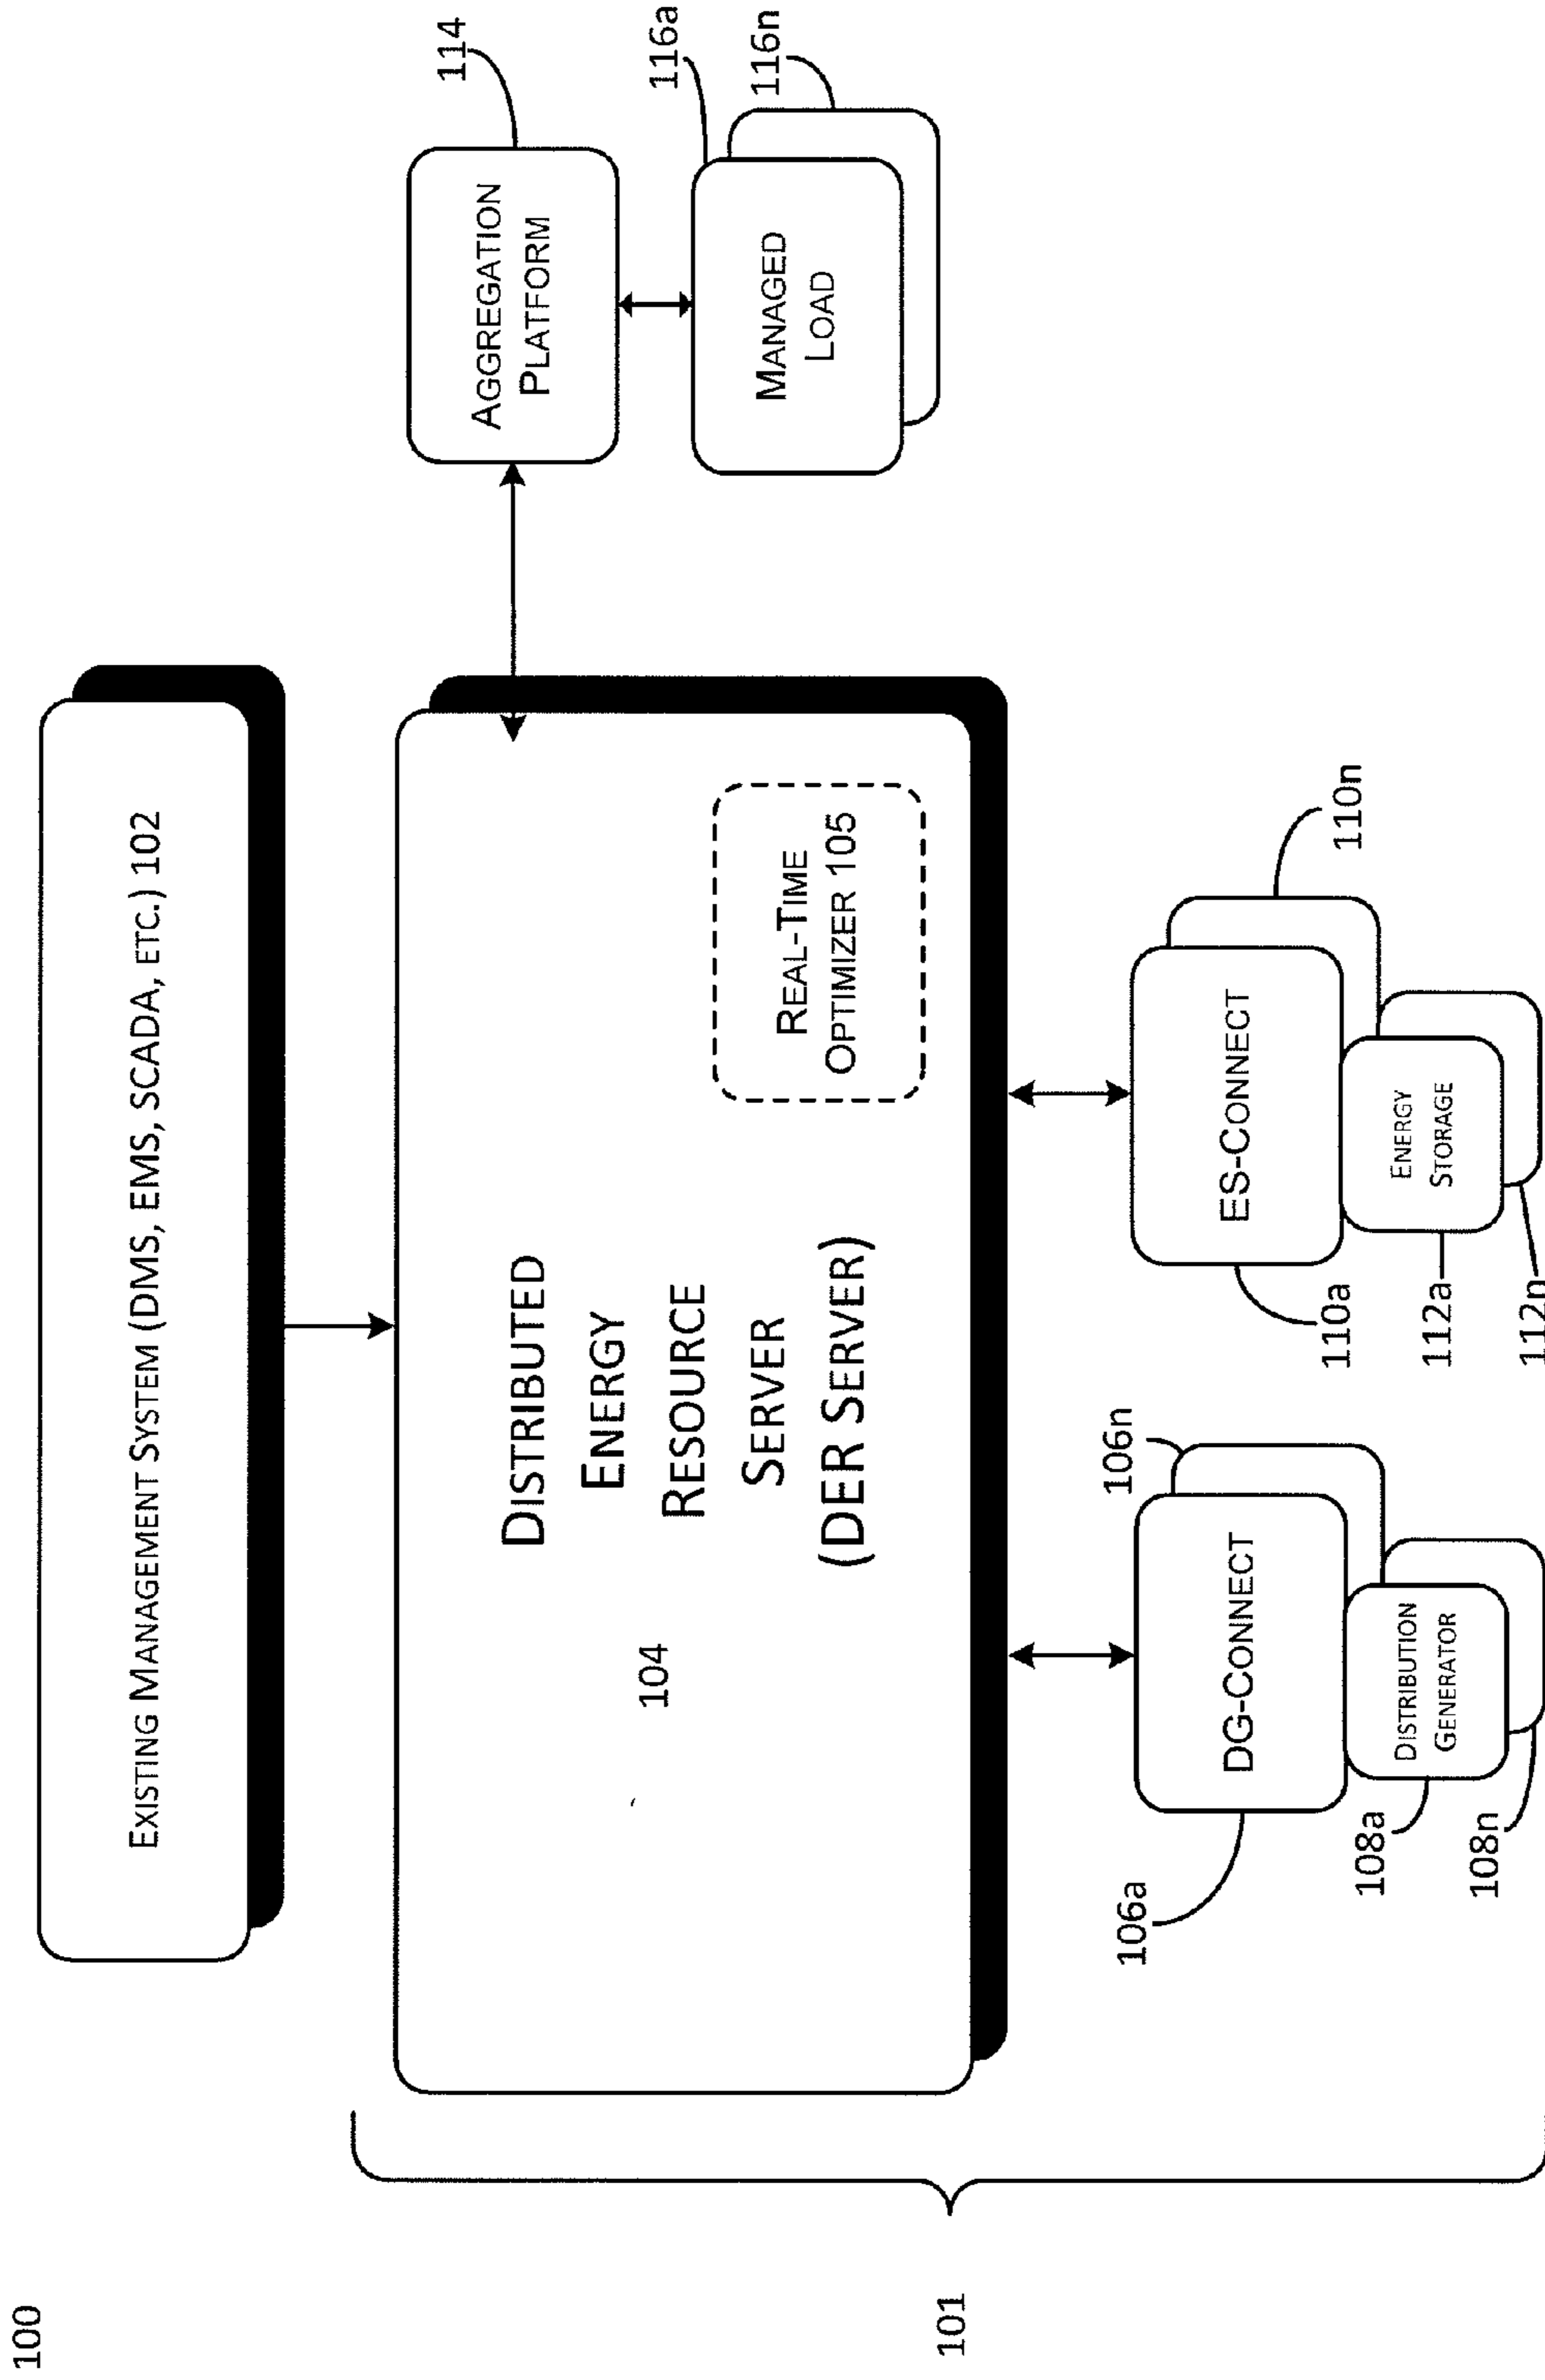 100
EXISTING MANAGEMENT SYSTEM (DMS, EMS, SCADA, ETC.) 102
114
AGGREGATION
PLATFORM
116a
116n
MANAGED
LOAD
DISTRIBUTED
ENERGY
RESOURCE
SERVER
(DER SERVER)
104
REAL-TIME
OPTIMIZER 105
101
106a
106n
DG-CONNECT
DISTRIBUTION
GENERATOR
108a
108n
110n
ES-CONNECT
110a
ENERGY
STORAGE
112a
112n